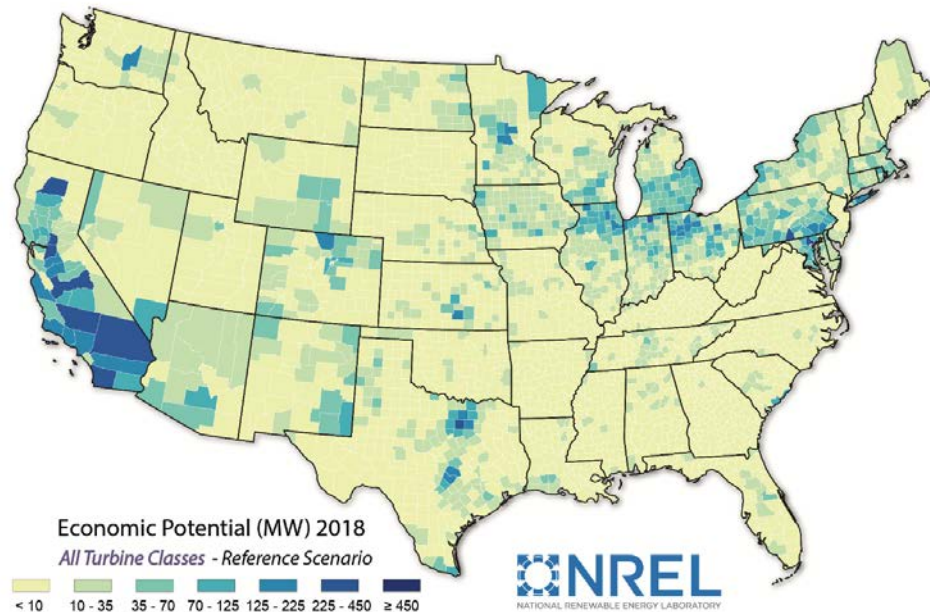 Economic Potential (MW) 2018
All Turbine Classes - Reference Scenario
< 10 10 - 35 35 - 70 70 - 125 125 - 225 225 - 450 ≥ 450
NREL
NATIONAL RENEWABLE ENERGY LABORATORY